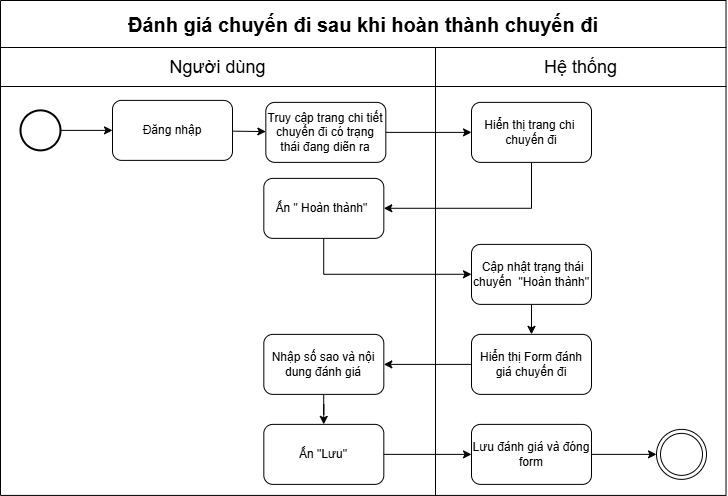 Đánh giá chuyến đi sau khi hoàn thành chuyến đi
Người dùng
Hệ thống
Đăng nhập
Truy cập trang chi tiết
chuyến đi có trạng
thái đang diễn ra
Hiển thị trang chi
chuyến đi
Ấn " Hoàn thành"
Cập nhật trạng thái
chuyến "Hoàn thành"
Nhập số sao và nội
dung đánh giá
Hiển thị Form đánh
giá chuyến đi
Ấn "Lưu"
Lưu đánh giá và đóng
form